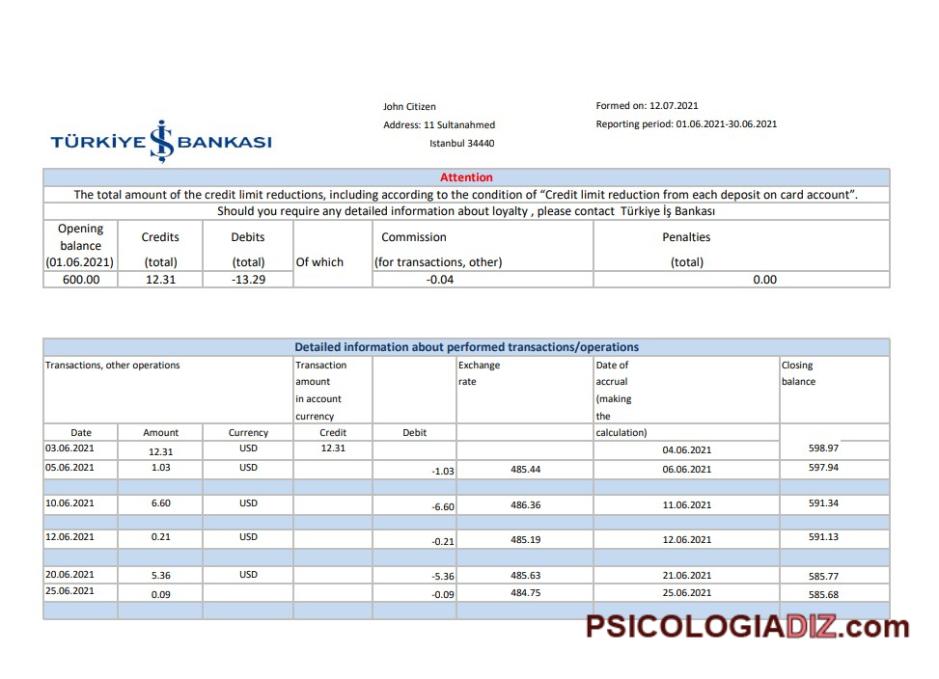 John Citizen
Formed on: 12.07.2021
TÜRKİYE İŞ BANKASI
Address: 11 Sultanahmed
Reporting period: 01.06.2021-30.06.2021
Istanbul 34440
Attention
The total amount of the credit limit reductions, including according to the condition of “Credit limit reduction from each deposit on card account”.
Should you require any detailed information about loyalty , please contact Türkiye İş Bankası
Opening balance (01.06.2021) Credits (total) Debits (total) Of which Commission (for transactions, other) Penalties (total)
600.00 12.31 -13.29 -0.04 0.00
Detailed information about performed transactions/operations
Transactions, other operations Transaction amount in account currency Exchange rate Date of accrual (making the calculation) Closing balance
Date Amount Currency Credit Debit
03.06.2021 12.31 USD 12.31 04.06.2021 598.97
05.06.2021 1.03 USD -1.03 485.44 06.06.2021 597.94
10.06.2021 6.60 USD -6.60 486.36 11.06.2021 591.34
12.06.2021 0.21 USD -0.21 485.19 12.06.2021 591.13
20.06.2021 5.36 USD -5.36 485.63 21.06.2021 585.77
25.06.2021 0.09 -0.09 484.75 25.06.2021 585.68
PSICOLOGIADIZ.com